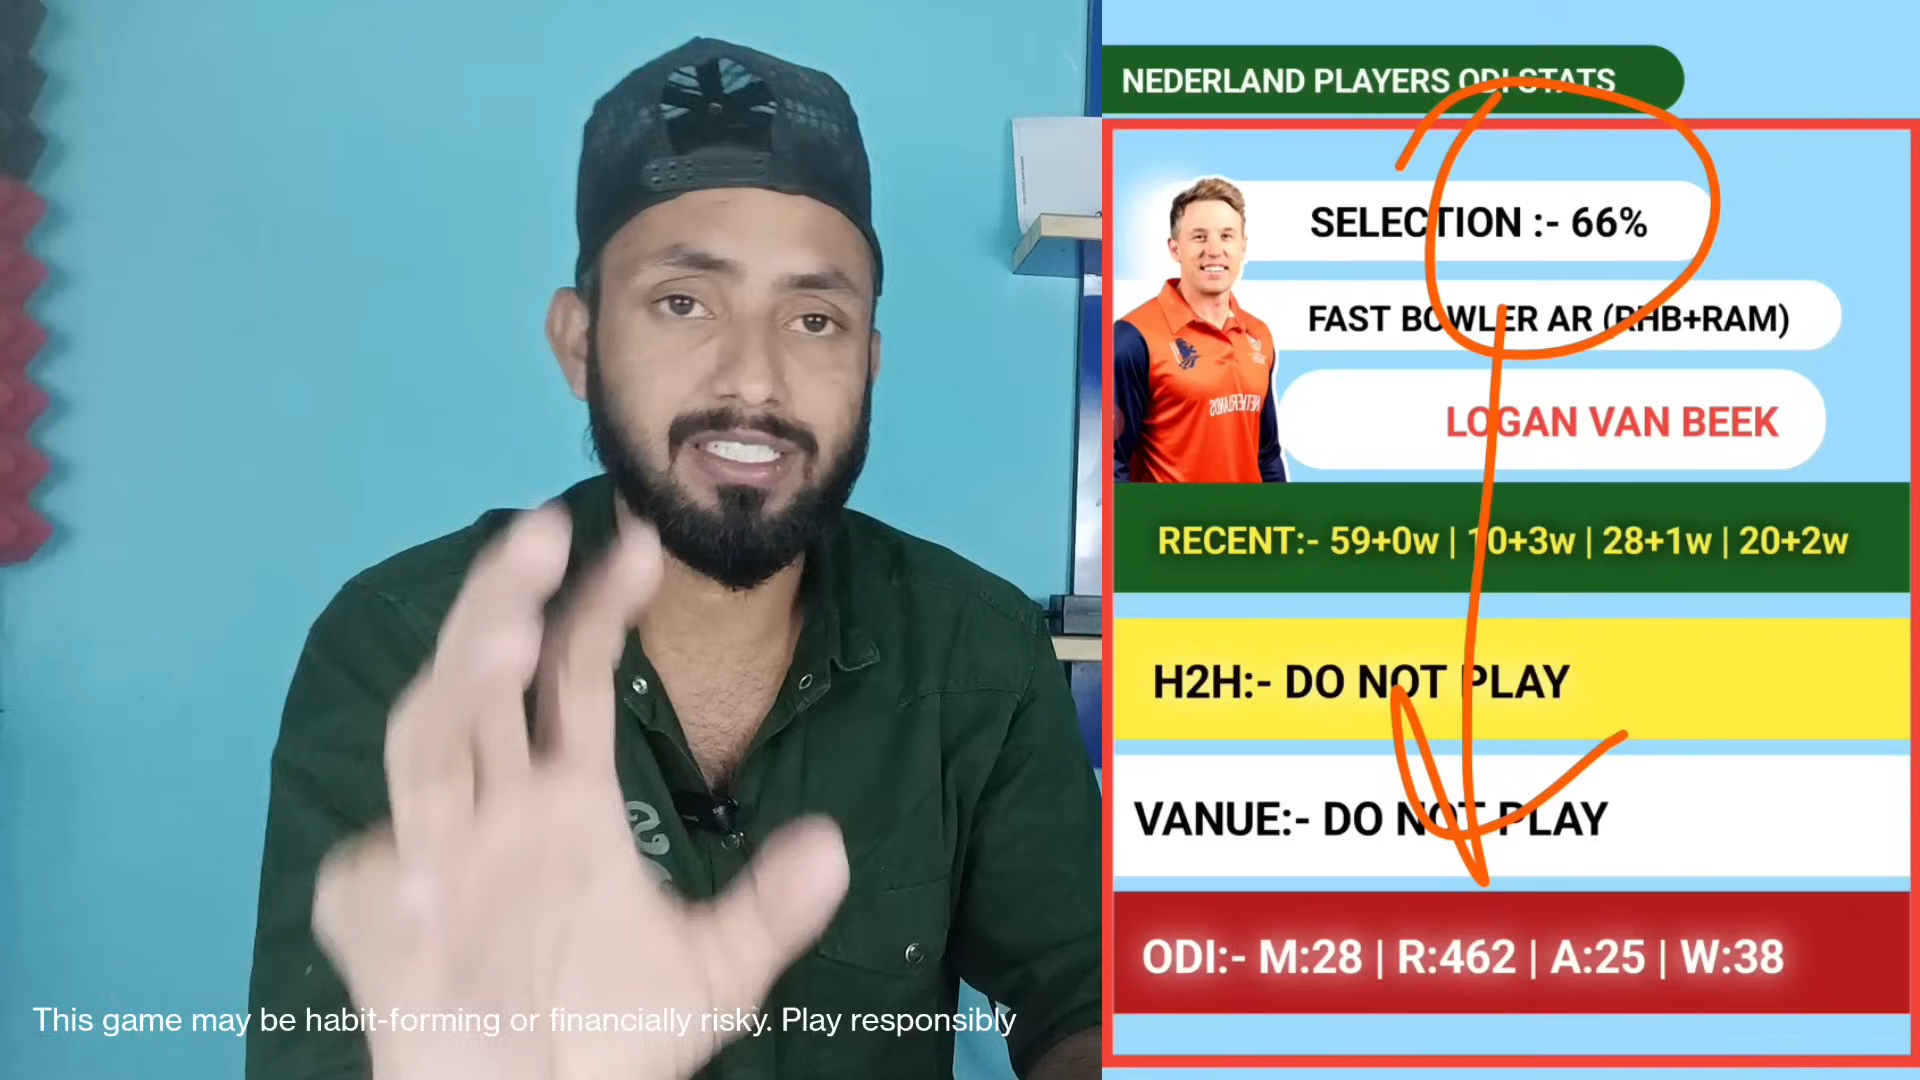 NEDERLAND PLAYERS ODI STATS
SELECTION :- 66%
FAST BOWLER AR (RHB+RAM)
LOGAN VAN BEEK
RECENT:- 59+0w | 10+3w | 28+1w | 20+2w
H2H:- DO NOT PLAY
VANUE:- DO NOT PLAY
ODI:- M:28 | R:462 | A:25 | W:38
This game may be habit-forming or financially risky. Play responsibly